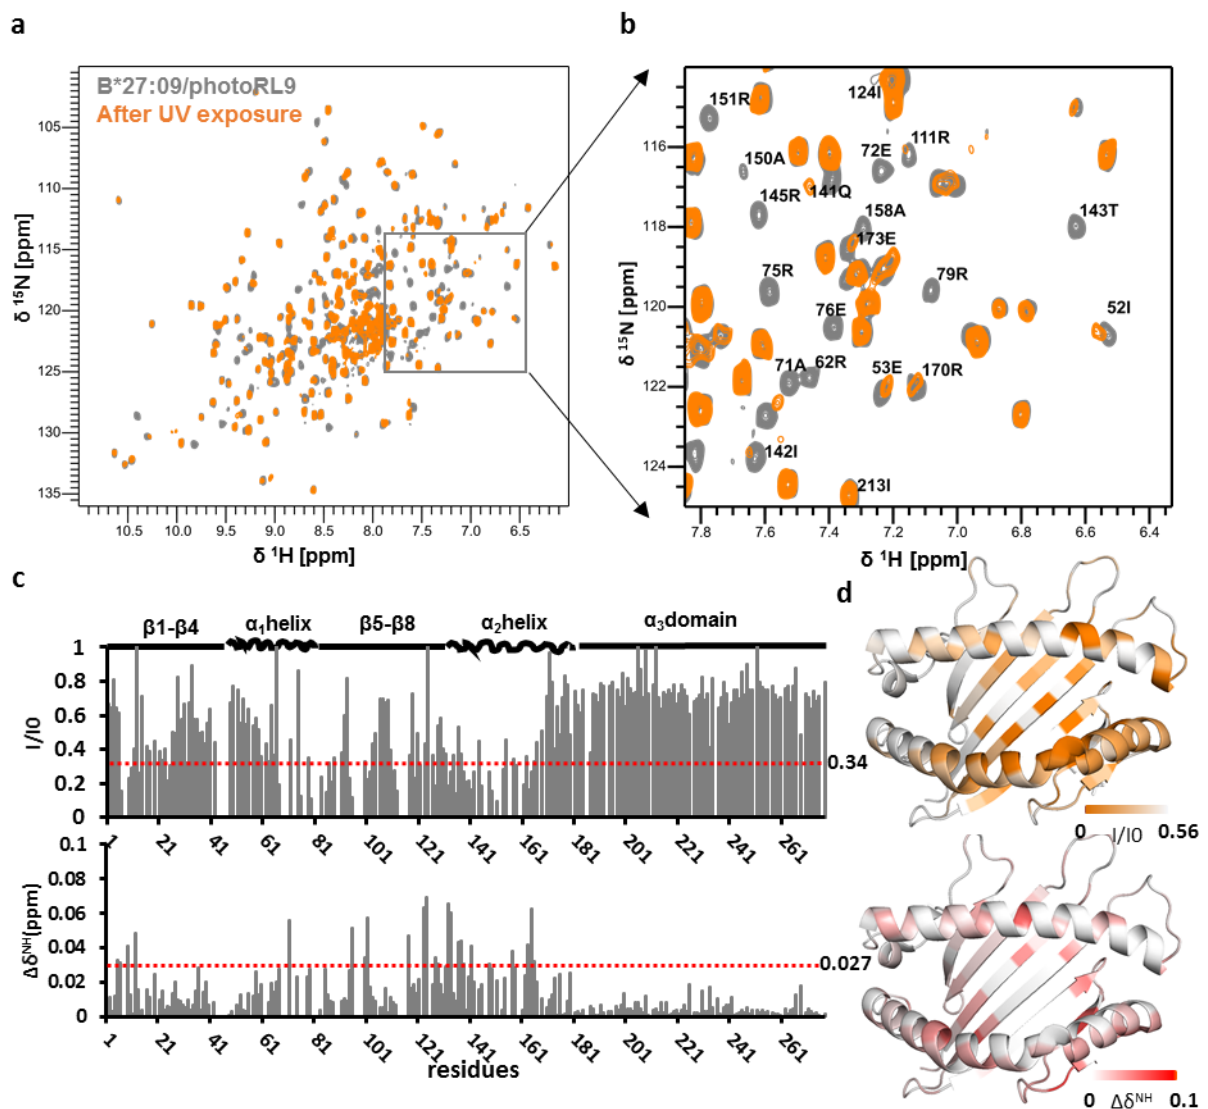 a
b
B*27:09/photoRL9
After UV exposure
105
110
115
120
125
130
135
δ ¹⁵N [ppm]
10.5 10.0 9.5 9.0 8.5 8.0 7.5 7.0 6.5
δ ¹H [ppm]
151R
124I
111R
72E
150A
141Q
145R
158A
143T
173E
75R
79R
76E
52I
71A
62R
53E
170R
142I
213I
116
118
120
122
124
δ ¹⁵N [ppm]
7.8 7.6 7.4 7.2 7.0 6.8 6.6 6.4
δ ¹H [ppm]
c
d
β1-β4 α₁helix β5-β8 α₂helix α₃domain
1
0.8
0.6
0.4
0.2
0
I/I0
0.34
1 21 41 61 81 101 121 141 161 181 201 221 241 261
0.1
0.08
0.06
0.04
0.02
0
Δδᴺᴴ(ppm)
0.027
1 21 41 61 81 101 121 141 161 181 201 221 241 261
residues
0 I/I0 0.56
0 Δδᴺᴴ 0.1